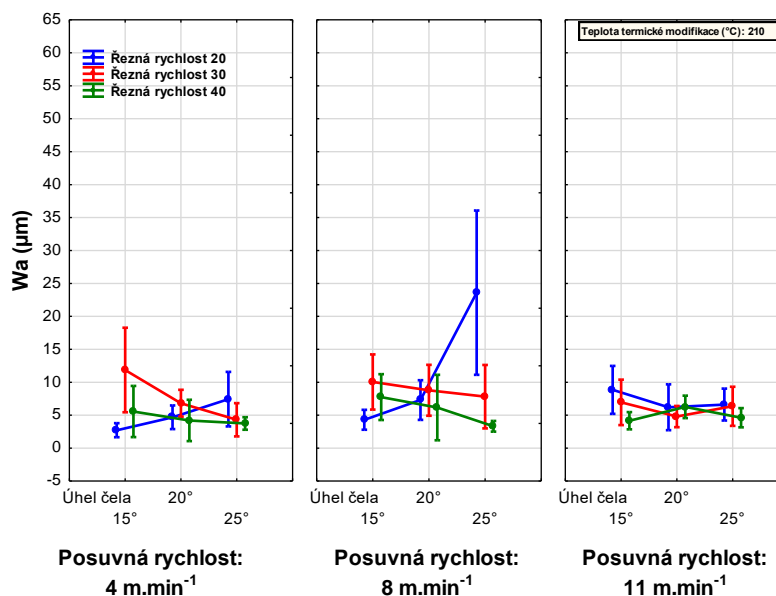 Teplota termické modifikace (°C): 210
Řezná rychlost 20
Řezná rychlost 30
Řezná rychlost 40
Wa (µm)
65
60
55
50
45
40
35
30
25
20
15
10
5
0
-5
Úhel čela 20°
15° 25°
Úhel čela 20°
15° 25°
Úhel čela 20°
15° 25°
Posuvná rychlost: Posuvná rychlost: Posuvná rychlost:
4 m.min⁻¹ 8 m.min⁻¹ 11 m.min⁻¹